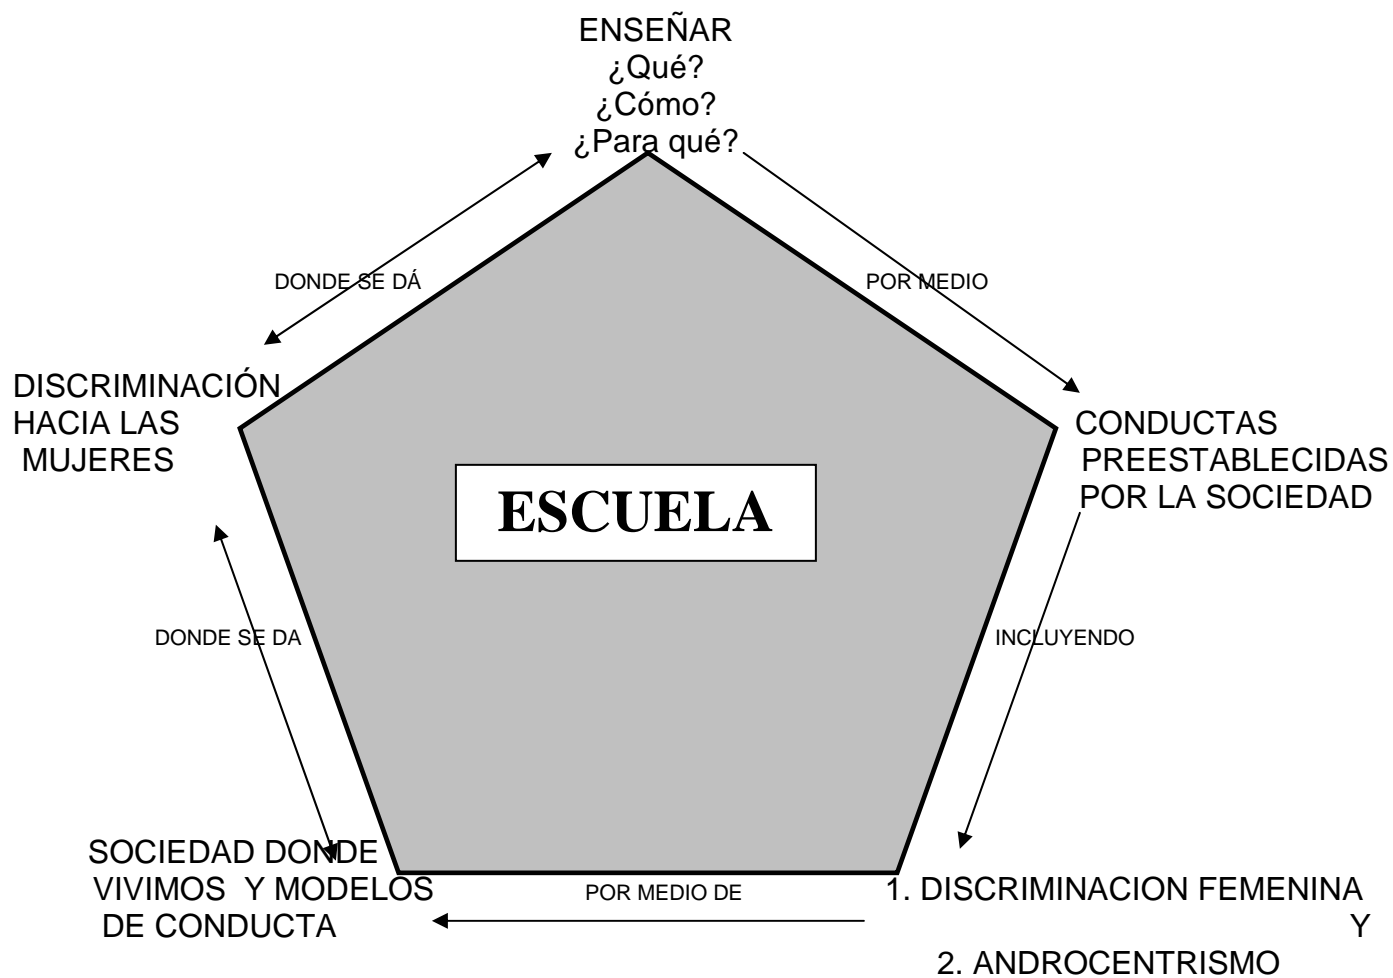 ENSEÑAR
¿Qué?
¿Cómo?
¿Para qué?
DONDE SE DÁ
POR MEDIO
DISCRIMINACIÓN
HACIA LAS
MUJERES
CONDUCTAS
PREESTABLECIDAS
POR LA SOCIEDAD
ESCUELA
DONDE SE DA
INCLUYENDO
SOCIEDAD DONDE
VIVIMOS Y MODELOS
DE CONDUCTA
POR MEDIO DE
1. DISCRIMINACION FEMENINA
Y
2. ANDROCENTRISMO